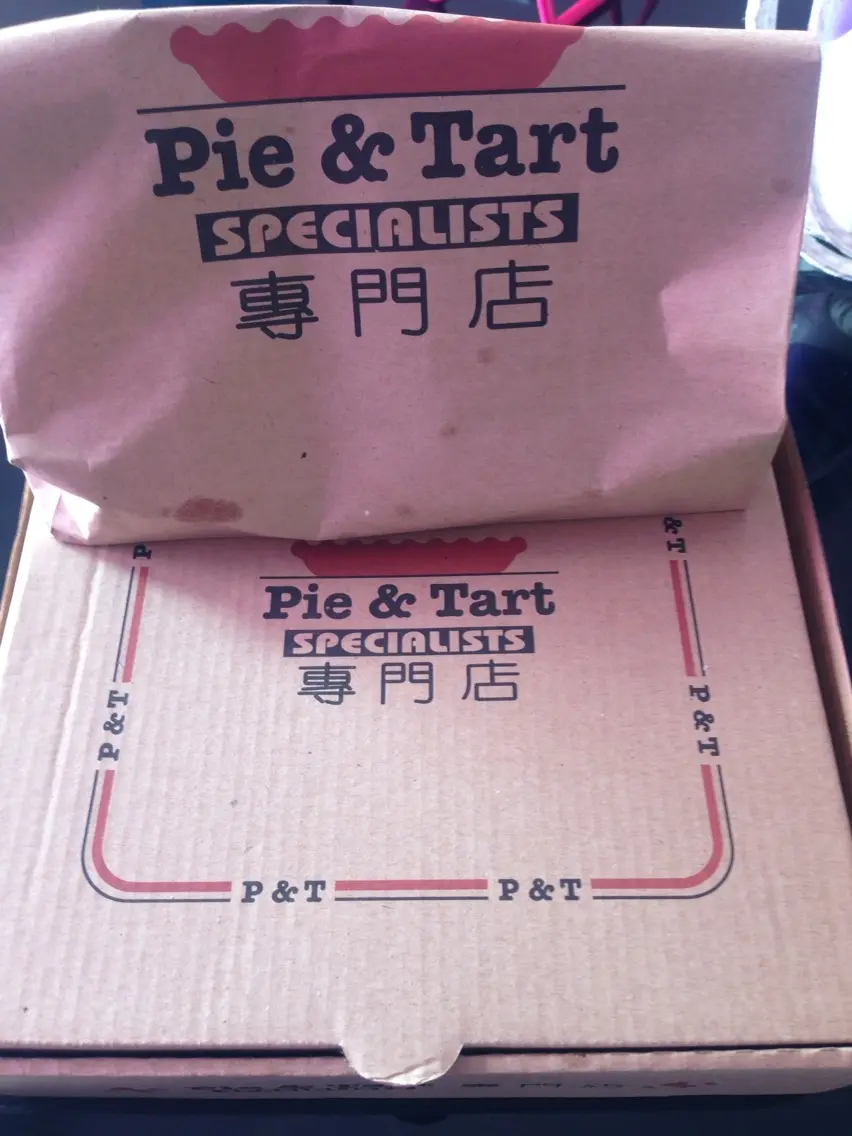 Pie & Tart
SPECIALISTS
專門店
Pie & Tart
SPECIALISTS
專門店
P
& T
P & T
P & T
P & T
P & T